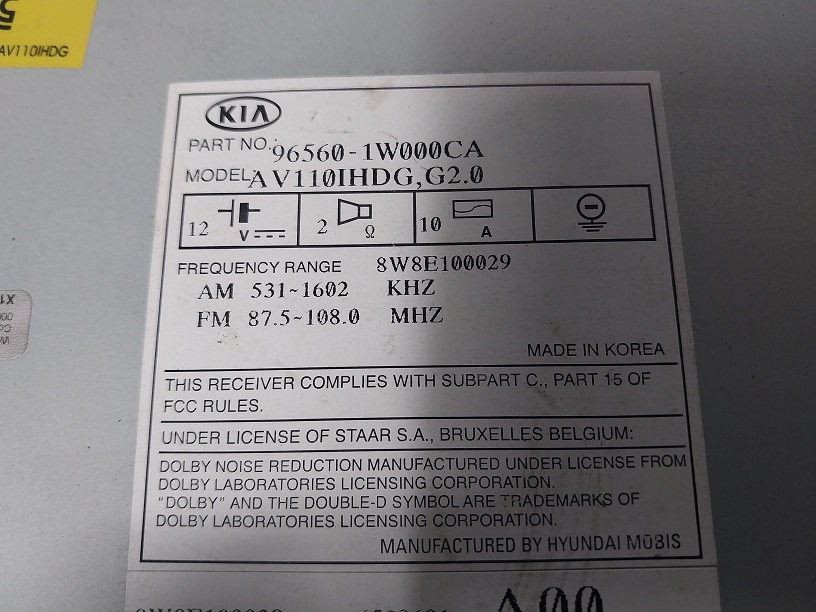 AV110IHDG
KIA
PART NO.: 96560-1W000CA
MODEL: AV110IHDG,G2.0
12 V 2 Ω 10 A
FREQUENCY RANGE 8W8E100029
AM 531~1602 KHZ
FM 87.5~108.0 MHZ
MADE IN KOREA
THIS RECEIVER COMPLIES WITH SUBPART C., PART 15 OF
FCC RULES.
UNDER LICENSE OF STAAR S.A., BRUXELLES BELGIUM:
DOLBY NOISE REDUCTION MANUFACTURED UNDER LICENSE FROM
DOLBY LABORATORIES LICENSING CORPORATION.
"DOLBY" AND THE DOUBLE-D SYMBOL ARE TRADEMARKS OF
DOLBY LABORATORIES LICENSING CORPORATION.
MANUFACTURED BY HYUNDAI MOBIS